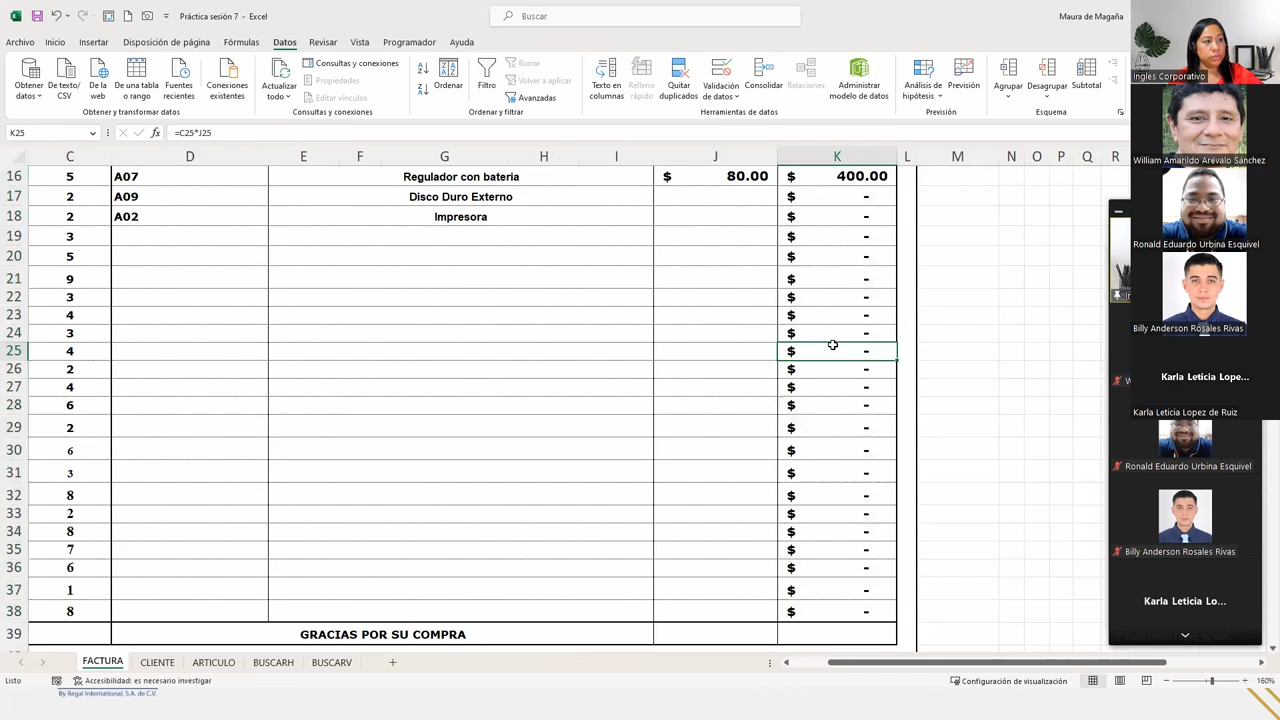 Práctica sesión 7 - Excel
Buscar
Maura de Magaña
Archivo Inicio Insertar Disposición de página Fórmulas Datos Revisar Vista Programador Ayuda
Obtener datos
De texto/CSV
De la web
De una tabla o rango
Fuentes recientes
Conexiones existentes
Obtener y transformar datos
Actualizar todo
Consultas y conexiones
Propiedades
Editar vínculos
Consultas y conexiones
Ordenar
Borrar
Volver a aplicar
Avanzadas
Ordenar y filtrar
Texto en columnas
Relleno rápido
Quitar duplicados
Validación de datos
Consolidar
Relaciones
Administrar modelo de datos
Herramientas de datos
Análisis de hipótesis
Previsión
Previsión
Agrupar
Desagrupar
Subtotal
Esquema
K25 fx =C25*J25
C D E F G H I J K L M N O P Q R
16 5 A07 Regulador con bateria $ 80.00 $ 400.00
17 2 A09 Disco Duro Externo $ -
18 2 A02 Impresora $ -
19 3 $ -
20 5 $ -
21 9 $ -
22 3 $ -
23 4 $ -
24 3 $ -
25 4 $ -
26 2 $ -
27 4 $ -
28 6 $ -
29 2 $ -
30 6 $ -
31 3 $ -
32 8 $ -
33 2 $ -
34 8 $ -
35 7 $ -
36 6 $ -
37 1 $ -
38 8 $ -
39 GRACIAS POR SU COMPRA
FACTURA CLIENTE ARTICULO BUSCARH BUSCARV
Listo Accesibilidad: es necesario investigar Configuración de visualización 160%
By Regal International, S.A. de C.V.
Ingles Corporativo
William Amarildo Arévalo Sánchez
Ronald Eduardo Urbina Esquivel
Billy Anderson Rosales Rivas
Karla Leticia Lope...
Karla Leticia Lopez de Ruiz
Ronald Eduardo Urbina Esquivel
Billy Anderson Rosales Rivas
Karla Leticia Lo...